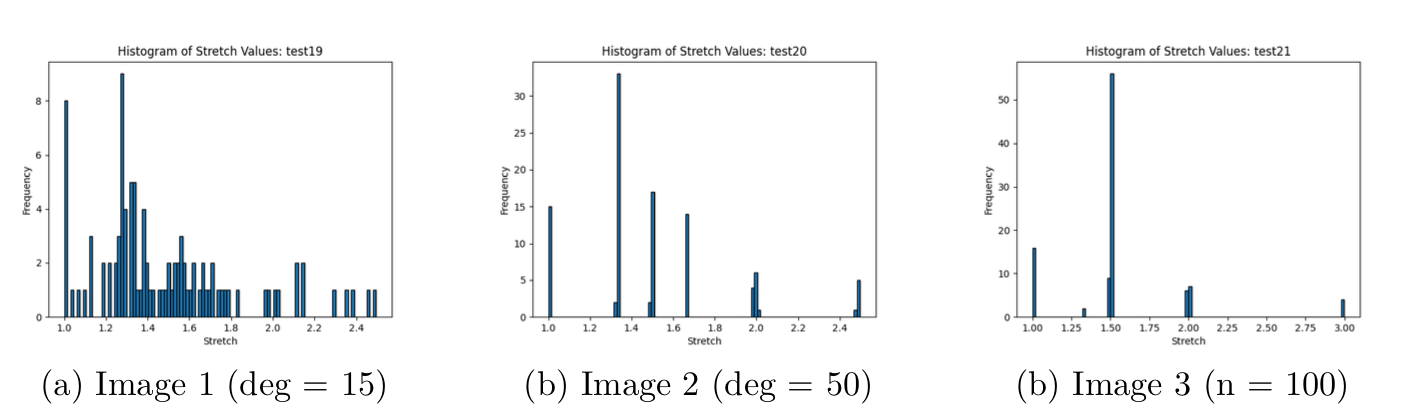 Histogram of Stretch Values: test19
Frequency
8
6
4
2
0
1.0 1.2 1.4 1.6 1.8 2.0 2.2 2.4
Stretch
(a) Image 1 (deg = 15)
Histogram of Stretch Values: test20
Frequency
30
25
20
15
10
5
0
1.0 1.2 1.4 1.6 1.8 2.0 2.2 2.4
Stretch
(b) Image 2 (deg = 50)
Histogram of Stretch Values: test21
Frequency
50
40
30
20
10
0
1.00 1.25 1.50 1.75 2.00 2.25 2.50 2.75 3.00
Stretch
(b) Image 3 (n = 100)